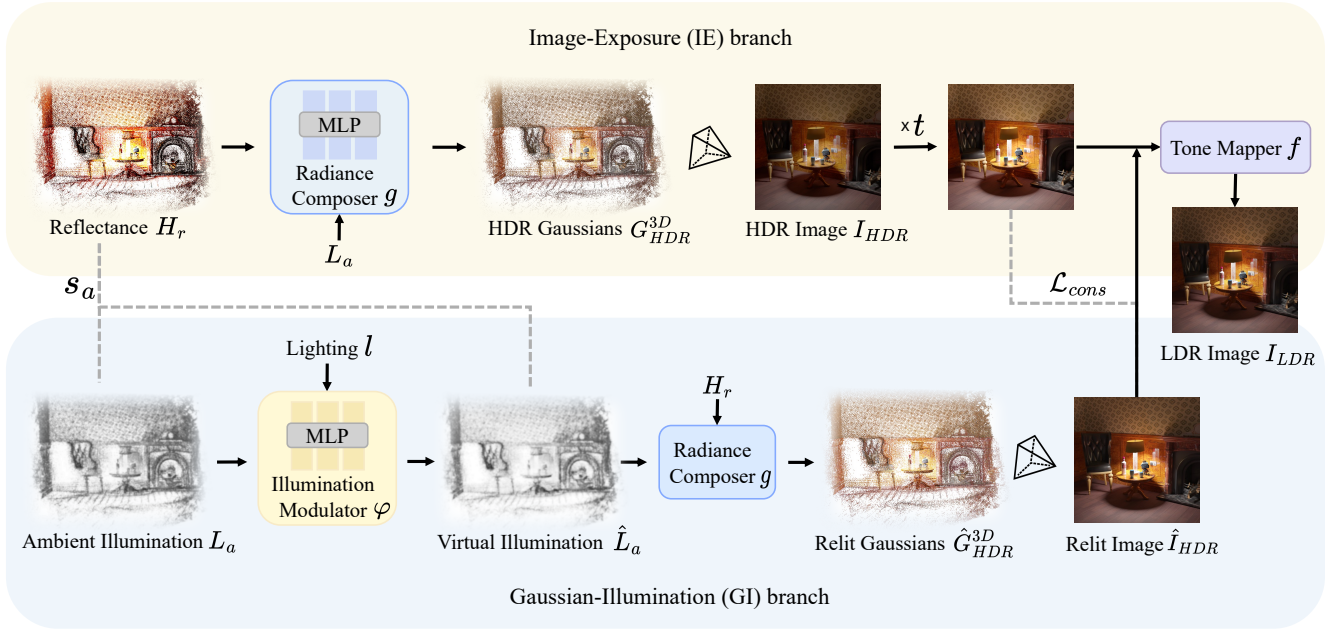 Image-Exposure (IE) branch
MLP
Radiance
Composer g
× t
Tone Mapper f
Reflectance H_r
L_a
HDR Gaussians G^{3D}_{HDR}
HDR Image I_{HDR}
s_a
L_{cons}
LDR Image I_{LDR}
Lighting l
MLP
Illumination
Modulator φ
H_r
Radiance
Composer g
Ambient Illumination L_a
Virtual Illumination L̂_a
Relit Gaussians Ĝ^{3D}_{HDR}
Relit Image Î_{HDR}
Gaussian-Illumination (GI) branch